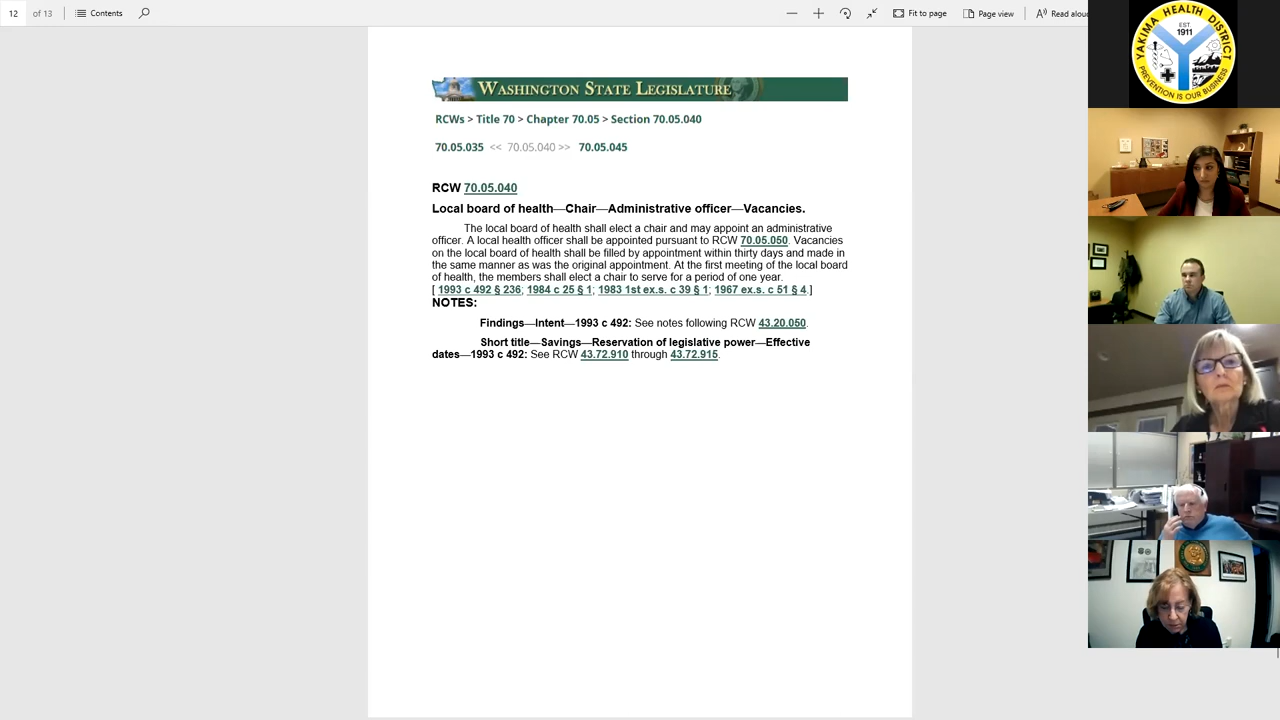 12 of 13 Contents Fit to page Page view Read alou
WASHINGTON STATE LEGISLATURE
RCWs > Title 70 > Chapter 70.05 > Section 70.05.040
70.05.035 << 70.05.040 >> 70.05.045
RCW 70.05.040
Local board of health—Chair—Administrative officer—Vacancies.
The local board of health shall elect a chair and may appoint an administrative
officer. A local health officer shall be appointed pursuant to RCW 70.05.050. Vacancies
on the local board of health shall be filled by appointment within thirty days and made in
the same manner as was the original appointment. At the first meeting of the local board
of health, the members shall elect a chair to serve for a period of one year.
[ 1993 c 492 § 236; 1984 c 25 § 1; 1983 1st ex.s. c 39 § 1; 1967 ex.s. c 51 § 4.]
NOTES:
Findings—Intent—1993 c 492: See notes following RCW 43.20.050.
Short title—Savings—Reservation of legislative power—Effective
dates—1993 c 492: See RCW 43.72.910 through 43.72.915.
YAKIMA HEALTH DISTRICT
EST.
1911
PREVENTION IS OUR BUSINESS